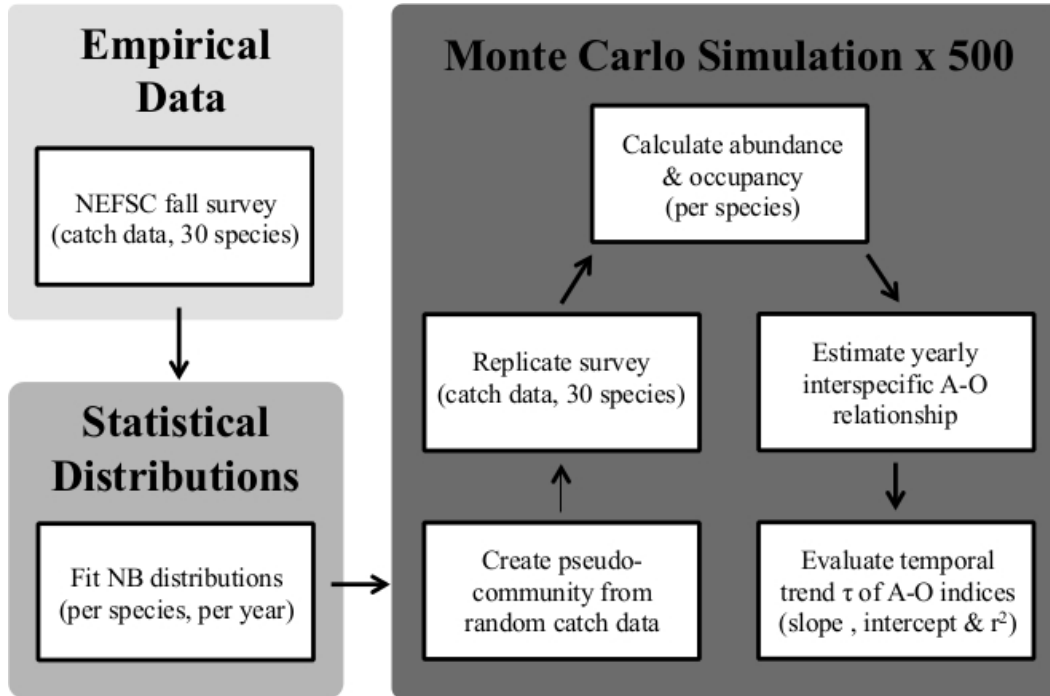 Empirical
Data
NEFSC fall survey
(catch data, 30 species)
Statistical
Distributions
Fit NB distributions
(per species, per year)
Monte Carlo Simulation x 500
Create pseudo-
community from
random catch data
Replicate survey
(catch data, 30 species)
Calculate abundance
& occupancy
(per species)
Estimate yearly
interspecific A-O
relationship
Evaluate temporal
trend τ of A-O indices
(slope , intercept & r²)